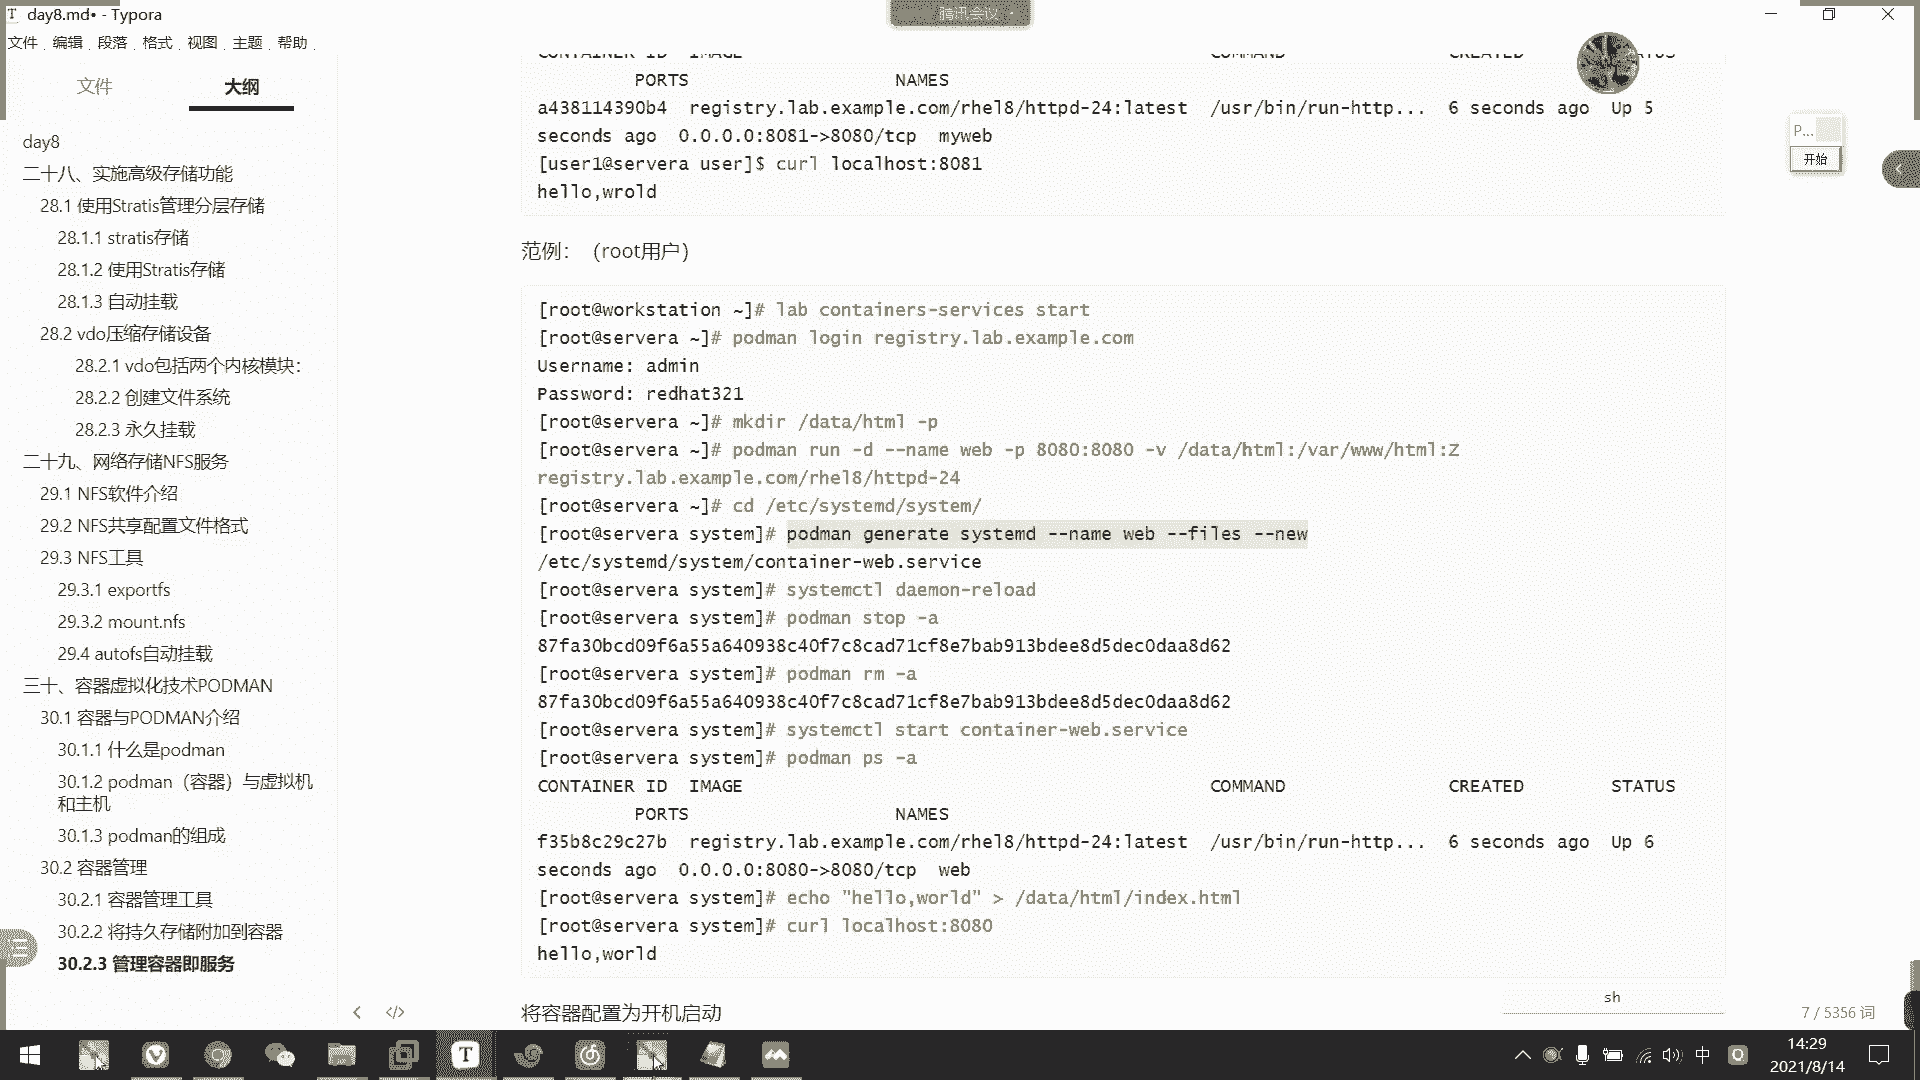 day8.md• - Typora
腾讯会议
文件 编辑 段落 格式 视图 主题 帮助
文件 大纲
day8
二十八、实施高级存储功能
28.1 使用Stratis管理分层存储
28.1.1 stratis存储
28.1.2 使用Stratis存储
28.1.3 自动挂载
28.2 vdo压缩存储设备
28.2.1 vdo包括两个内核模块：
28.2.2 创建文件系统
28.2.3 永久挂载
二十九、网络存储NFS服务
29.1 NFS软件介绍
29.2 NFS共享配置文件格式
29.3 NFS工具
29.3.1 exportfs
29.3.2 mount.nfs
29.4 autofs自动挂载
三十、容器虚拟化技术PODMAN
30.1 容器与PODMAN介绍
30.1.1 什么是podman
30.1.2 podman（容器）与虚拟机
和主机
30.1.3 podman的组成
30.2 容器管理
30.2.1 容器管理工具
30.2.2 将持久存储附加到容器
30.2.3 管理容器即服务
CONTAINER ID IMAGE COMMAND CREATED
PORTS NAMES
a438114390b4 registry.lab.example.com/rhel8/httpd-24:latest /usr/bin/run-http... 6 seconds ago Up 5
seconds ago 0.0.0.0:8081->8080/tcp myweb
[user1@servera user]$ curl localhost:8081
hello,wrold
范例：（root用户）
[root@workstation ~]# lab containers-services start
[root@servera ~]# podman login registry.lab.example.com
Username: admin
Password: redhat321
[root@servera ~]# mkdir /data/html -p
[root@servera ~]# podman run -d --name web -p 8080:8080 -v /data/html:/var/www/html:Z
registry.lab.example.com/rhel8/httpd-24
[root@servera ~]# cd /etc/systemd/system/
[root@servera system]# podman generate systemd --name web --files --new
/etc/systemd/system/container-web.service
[root@servera system]# systemctl daemon-reload
[root@servera system]# podman stop -a
87fa30bcd09f6a55a640938c40f7c8cad71cf8e7bab913bdee8d5dec0daa8d62
[root@servera system]# podman rm -a
87fa30bcd09f6a55a640938c40f7c8cad71cf8e7bab913bdee8d5dec0daa8d62
[root@servera system]# systemctl start container-web.service
[root@servera system]# podman ps -a
CONTAINER ID IMAGE COMMAND CREATED STATUS
PORTS NAMES
f35b8c29c27b registry.lab.example.com/rhel8/httpd-24:latest /usr/bin/run-http... 6 seconds ago Up 6
seconds ago 0.0.0.0:8080->8080/tcp web
[root@servera system]# echo "hello,world" > /data/html/index.html
[root@servera system]# curl localhost:8080
hello,world
sh
将容器配置为开机启动
7 / 5356 词
P...
开始
中
14:29
2021/8/14